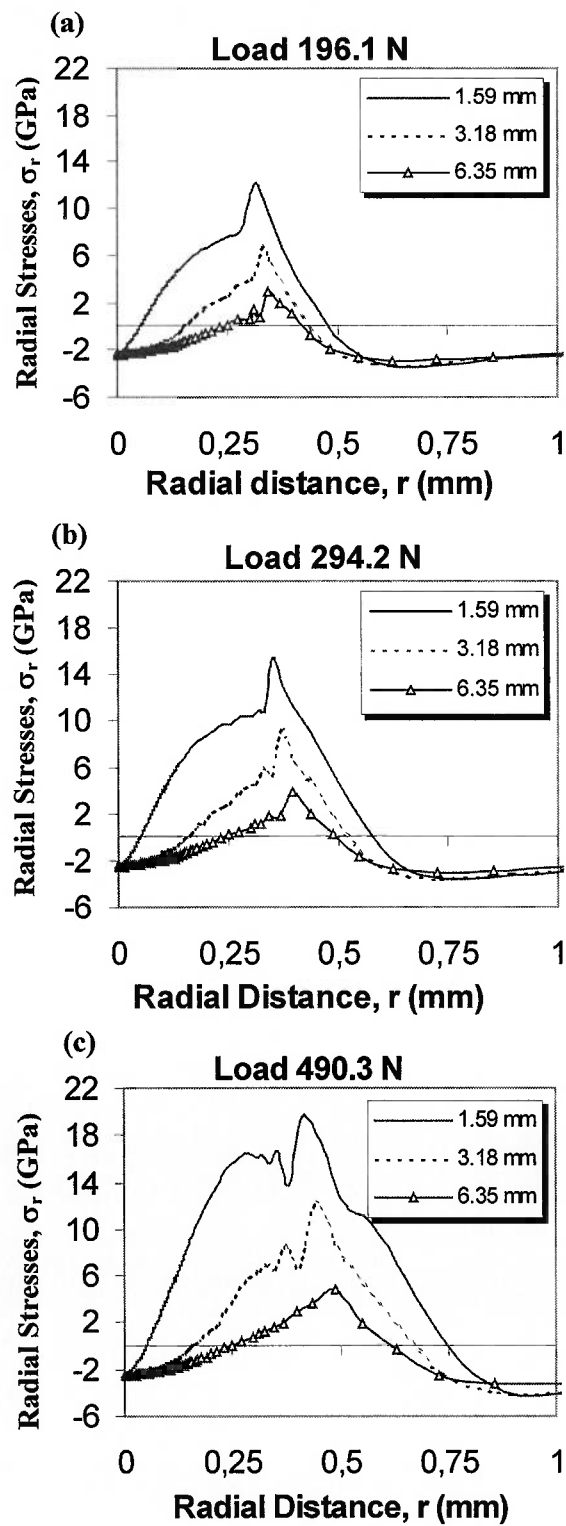 (a)
Load 196.1 N
Radial Stresses, σr (GPa)
22
18
14
10
6
2
-2
-6
1.59 mm
3.18 mm
6.35 mm
0
0,25
0,5
0,75
1
Radial distance, r (mm)
(b)
Load 294.2 N
Radial Stresses, σr (GPa)
22
18
14
10
6
2
-2
-6
1.59 mm
3.18 mm
6.35 mm
0
0,25
0,5
0,75
1
Radial Distance, r (mm)
(c)
Load 490.3 N
Radial Stresses, σr (GPa)
22
18
14
10
6
2
-2
-6
1.59 mm
3.18 mm
6.35 mm
0
0,25
0,5
0,75
1
Radial Distance, r (mm)